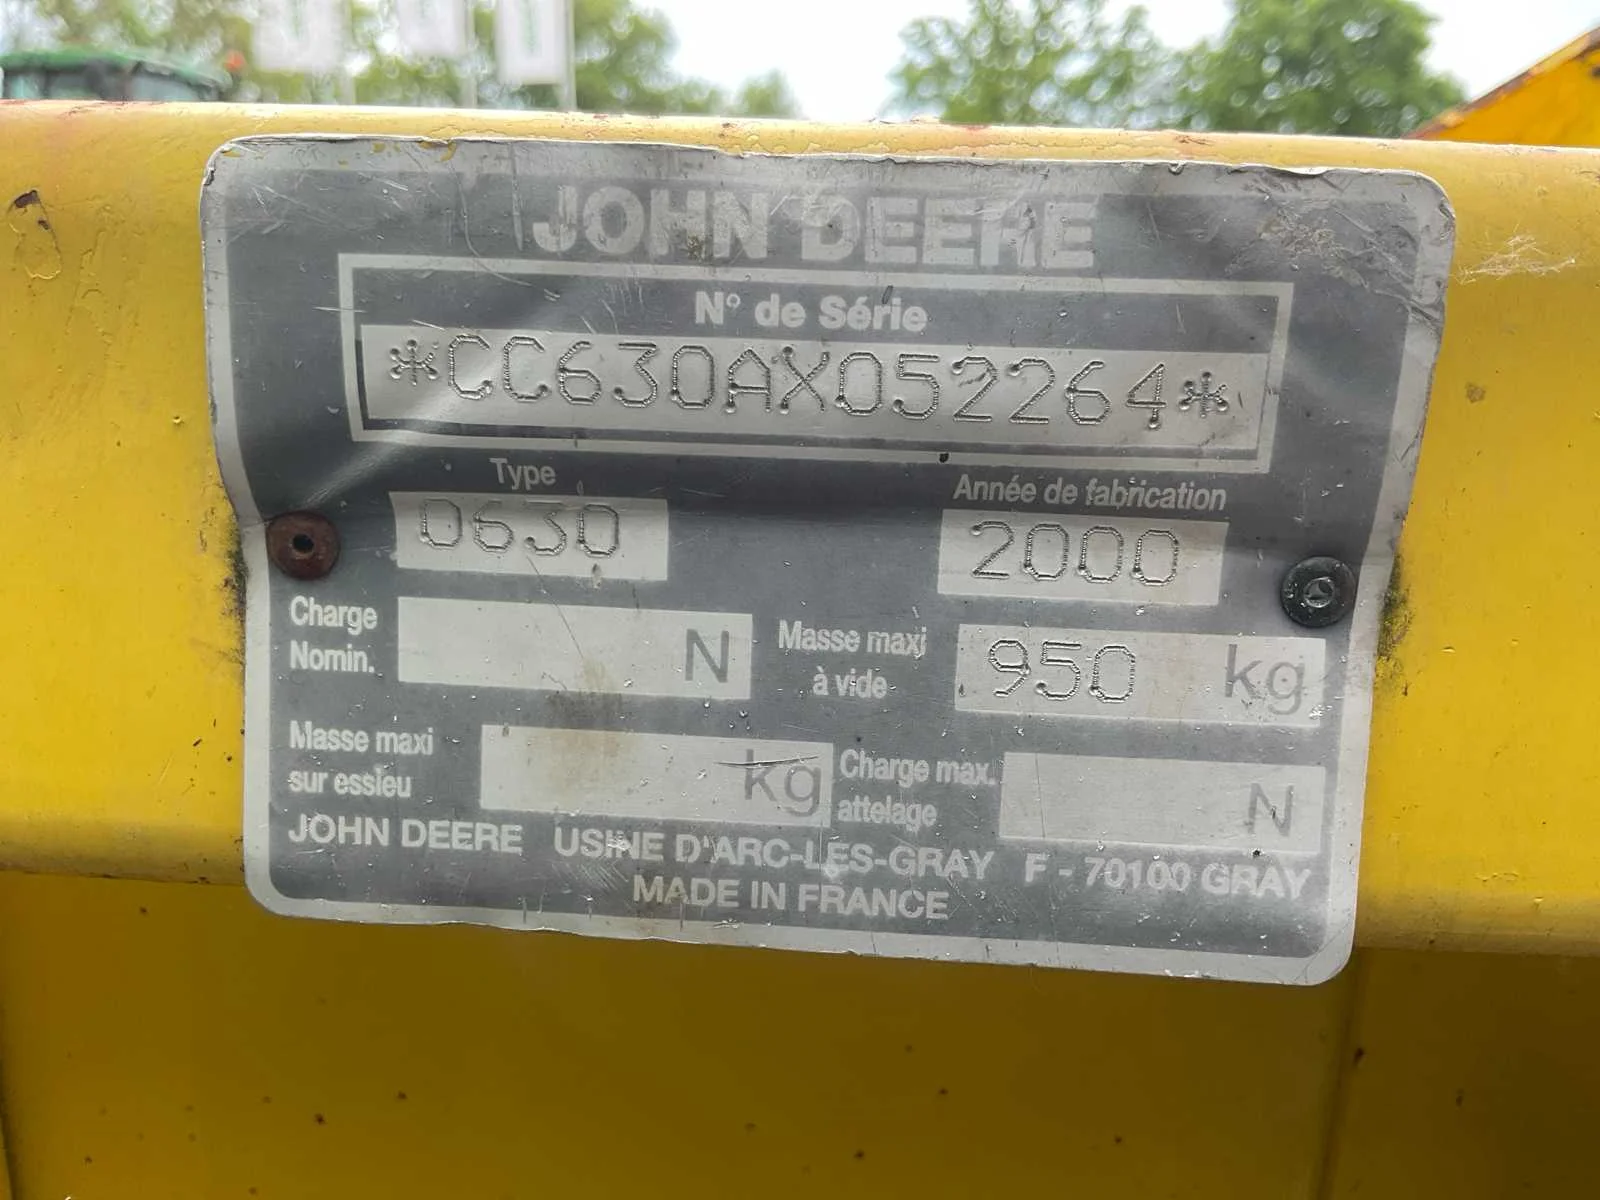 JOHN DEERE
N° de Série
*CC630AX052264*
Type
0630
Année de fabrication
2000
Charge
Nomin.
N
Masse maxi
à vide
950 kg
Masse maxi
sur essieu
kg
Charge max.
attelage
N
JOHN DEERE USINE D'ARC-LES-GRAY F - 70100 GRAY
MADE IN FRANCE